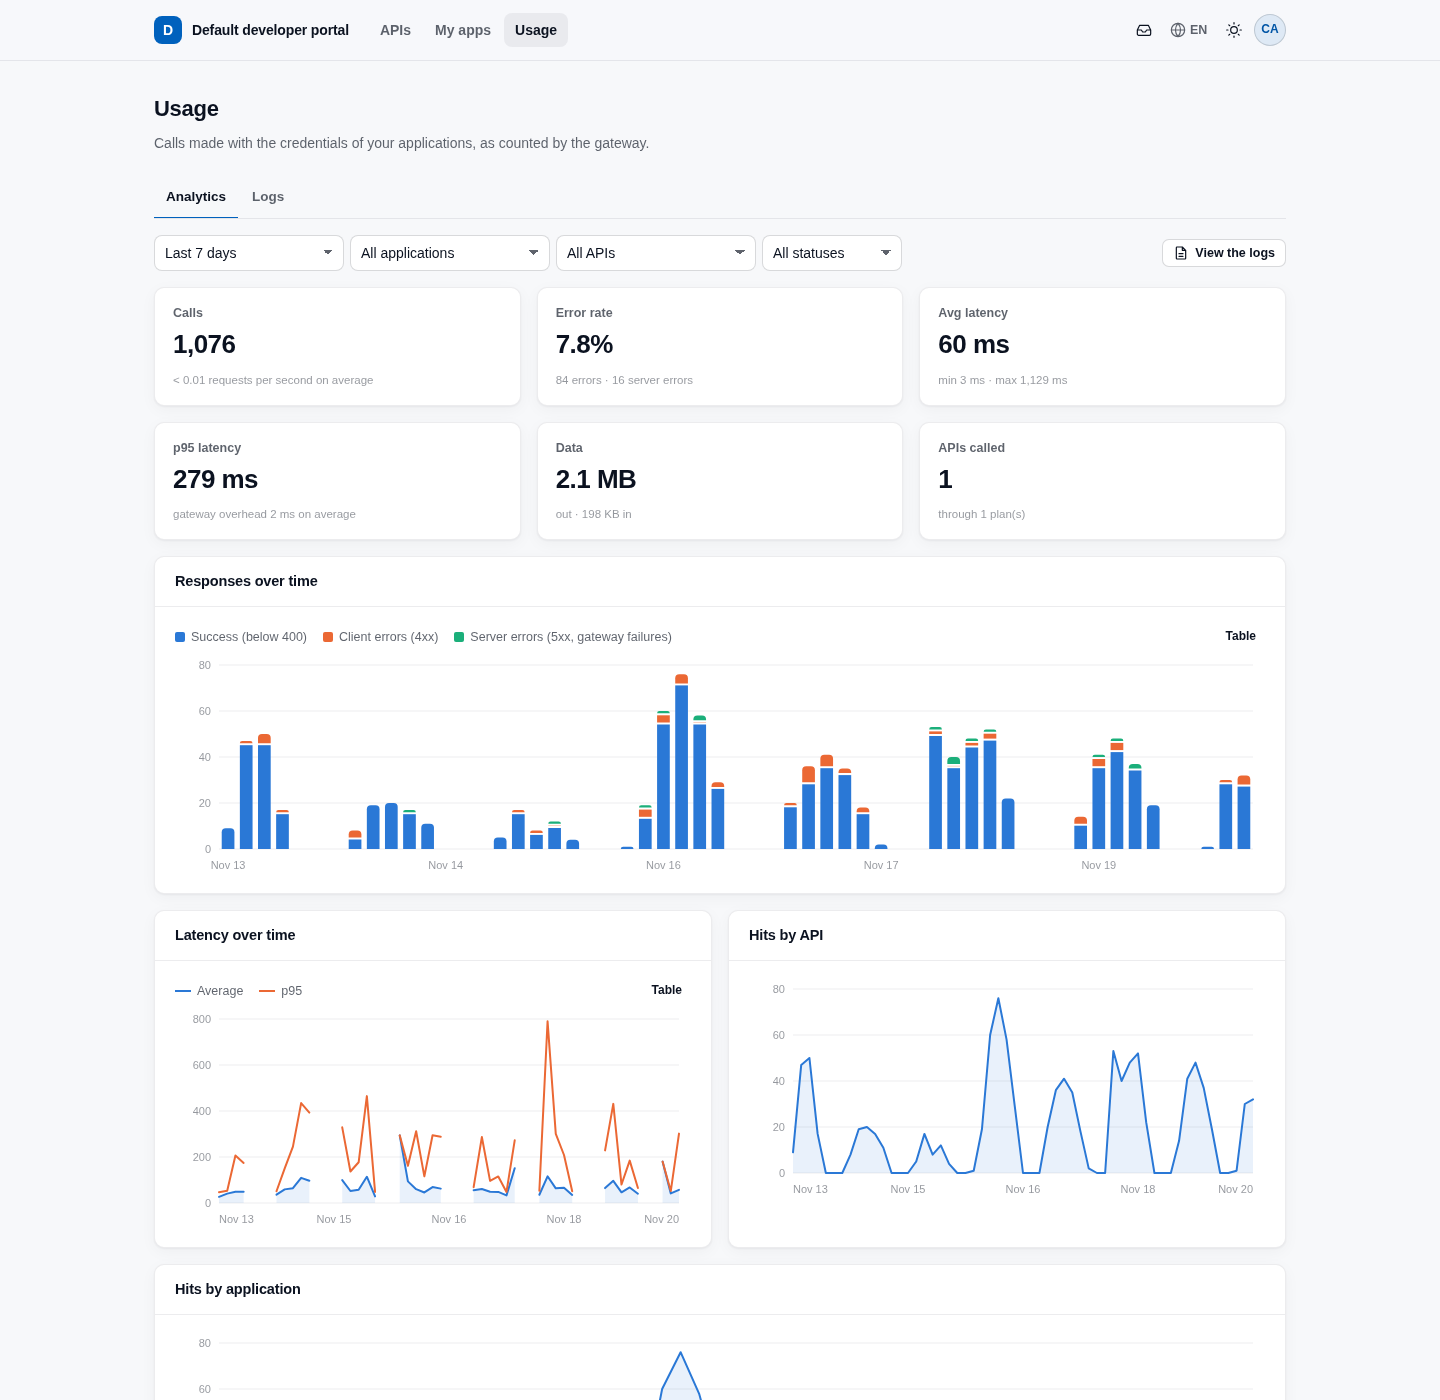 D Default developer portal APIs My apps Usage EN CA
Usage
Calls made with the credentials of your applications, as counted by the gateway.
Analytics Logs
Last 7 days All applications All APIs All statuses View the logs
Calls
1,076
< 0.01 requests per second on average
Error rate
7.8%
84 errors · 16 server errors
Avg latency
60 ms
min 3 ms · max 1,129 ms
p95 latency
279 ms
gateway overhead 2 ms on average
Data
2.1 MB
out · 198 KB in
APIs called
1
through 1 plan(s)
Responses over time
Success (below 400) Client errors (4xx) Server errors (5xx, gateway failures) Table
80
60
40
20
0
Nov 13 Nov 14 Nov 16 Nov 17 Nov 19
Latency over time
Average p95 Table
800
600
400
200
0
Nov 13 Nov 15 Nov 16 Nov 18 Nov 20
Hits by API
80
60
40
20
0
Nov 13 Nov 15 Nov 16 Nov 18 Nov 20
Hits by application
80
60